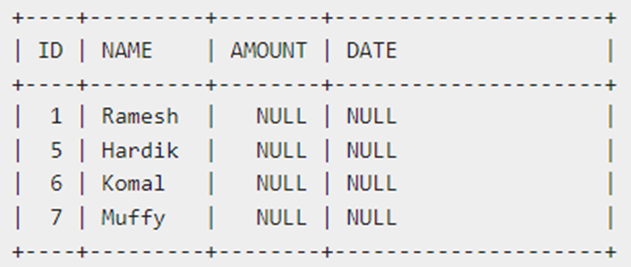 +----+---------+--------+---------------------+
| ID | NAME    | AMOUNT | DATE                |
+----+---------+--------+---------------------+
|  1 | Ramesh  |   NULL | NULL                |
|  5 | Hardik  |   NULL | NULL                |
|  6 | Komal   |   NULL | NULL                |
|  7 | Muffy   |   NULL | NULL                |
+----+---------+--------+---------------------+